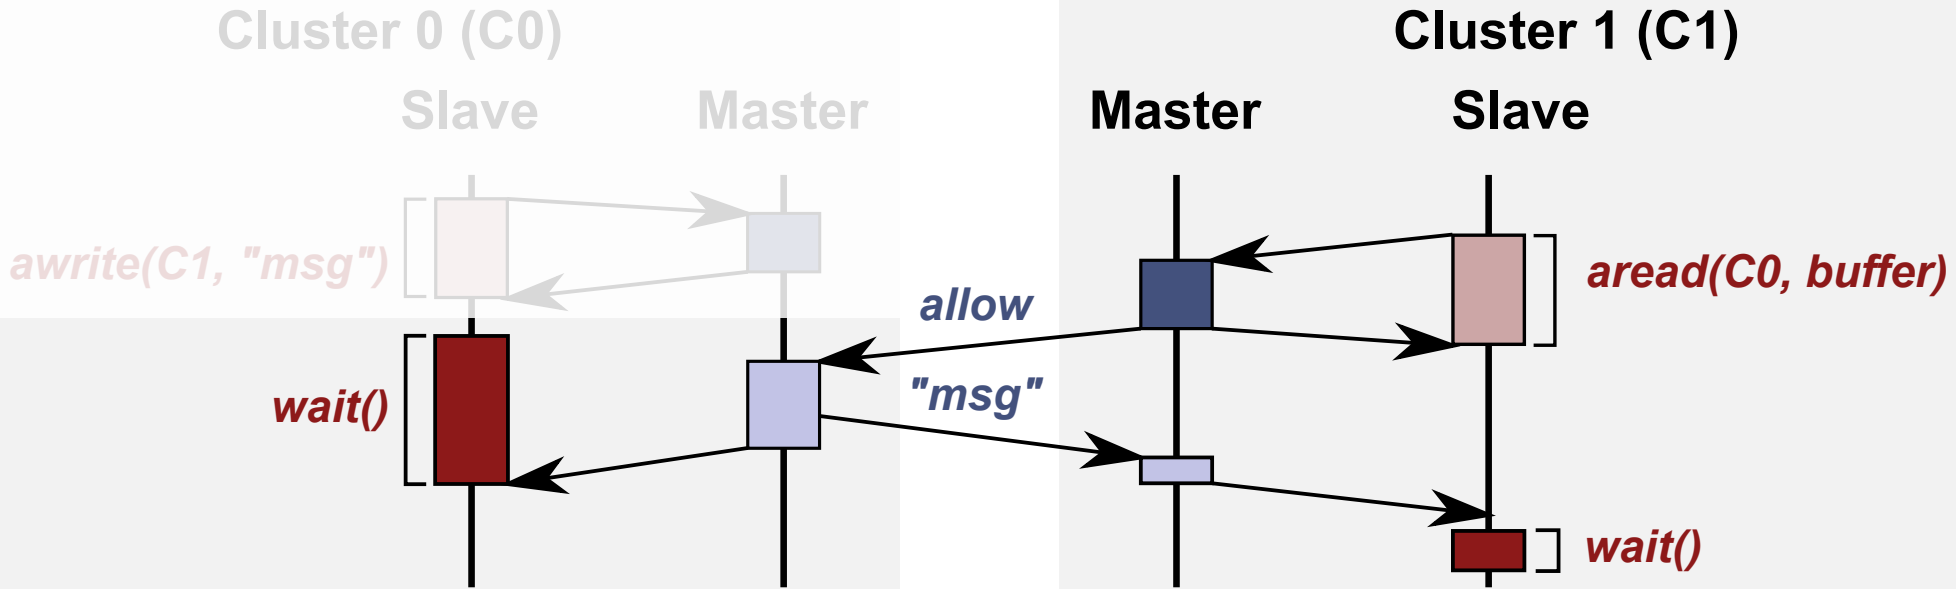 Cluster 0 (C0)
Cluster 1 (C1)
Slave
Master
Master
Slave
awrite(C1, "msg")
aread(C0, buffer)
allow
"msg"
wait()
wait()